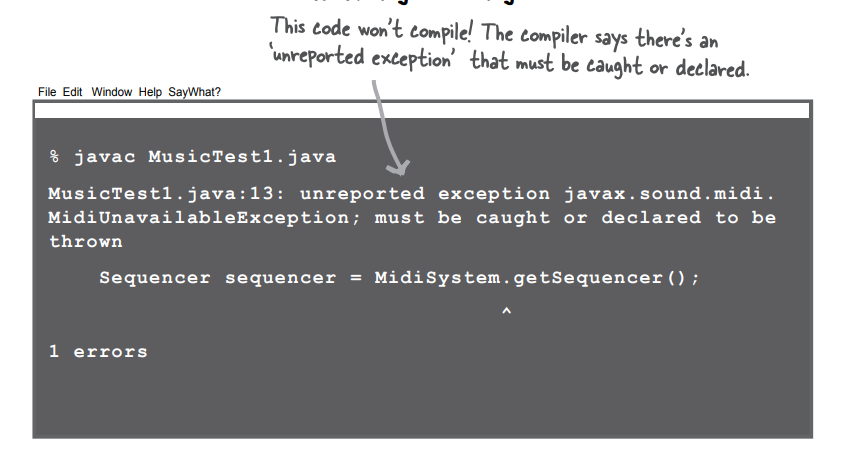 This code won't compile! The compiler says there's an
'unreported exception' that must be caught or declared.
File Edit Window Help SayWhat?
% javac MusicTest1.java
MusicTest1.java:13: unreported exception javax.sound.midi.
MidiUnavailableException; must be caught or declared to be
thrown
Sequencer sequencer = MidiSystem.getSequencer();
^
1 errors